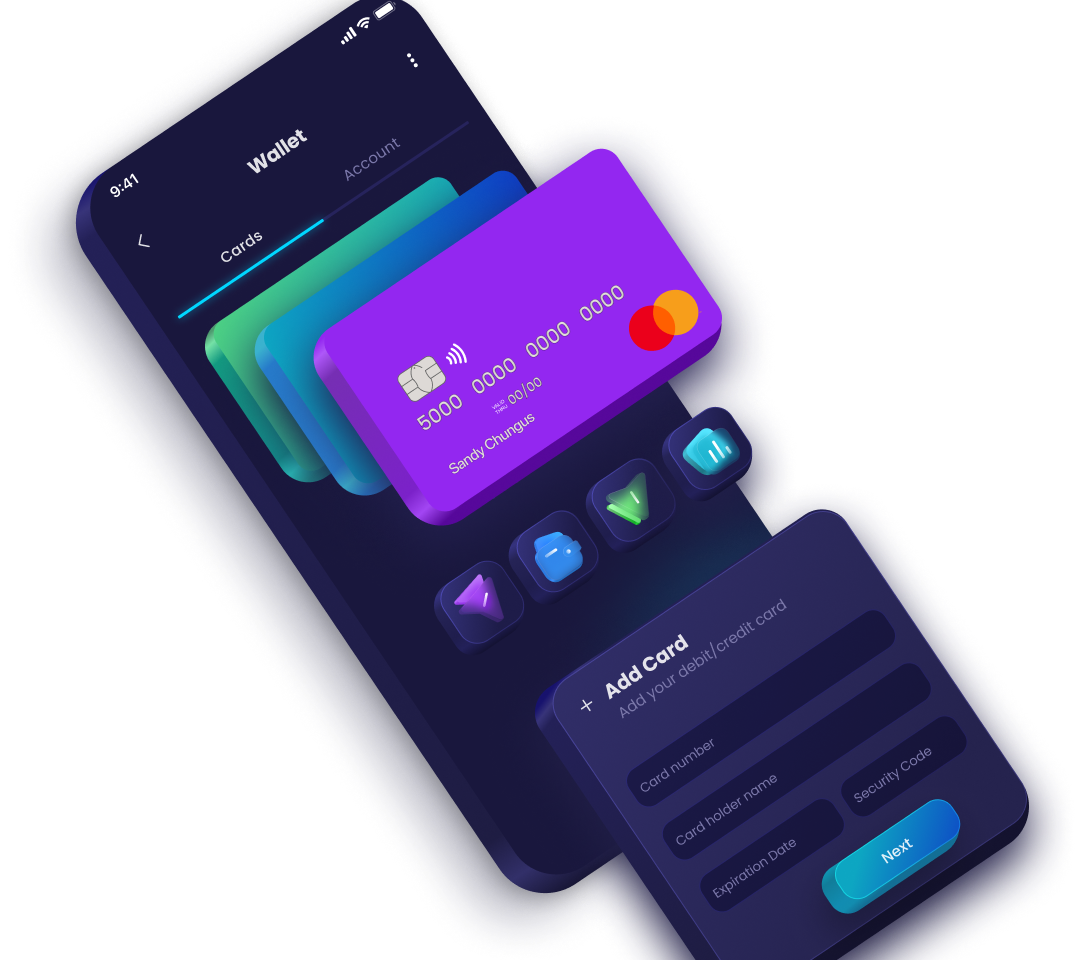 9:41
Wallet
Cards
Account
5000 0000 0000 0000
VALID
THRU
00/00
Sandy Chungus
Add Card
Add your debit/credit card
Card number
Card holder name
Expiration Date
Security Code
Next